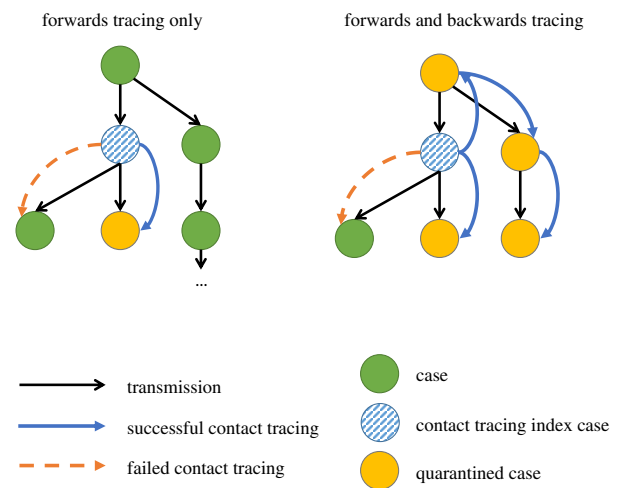 forwards tracing only
forwards and backwards tracing
...
transmission
successful contact tracing
failed contact tracing
case
contact tracing index case
quarantined case